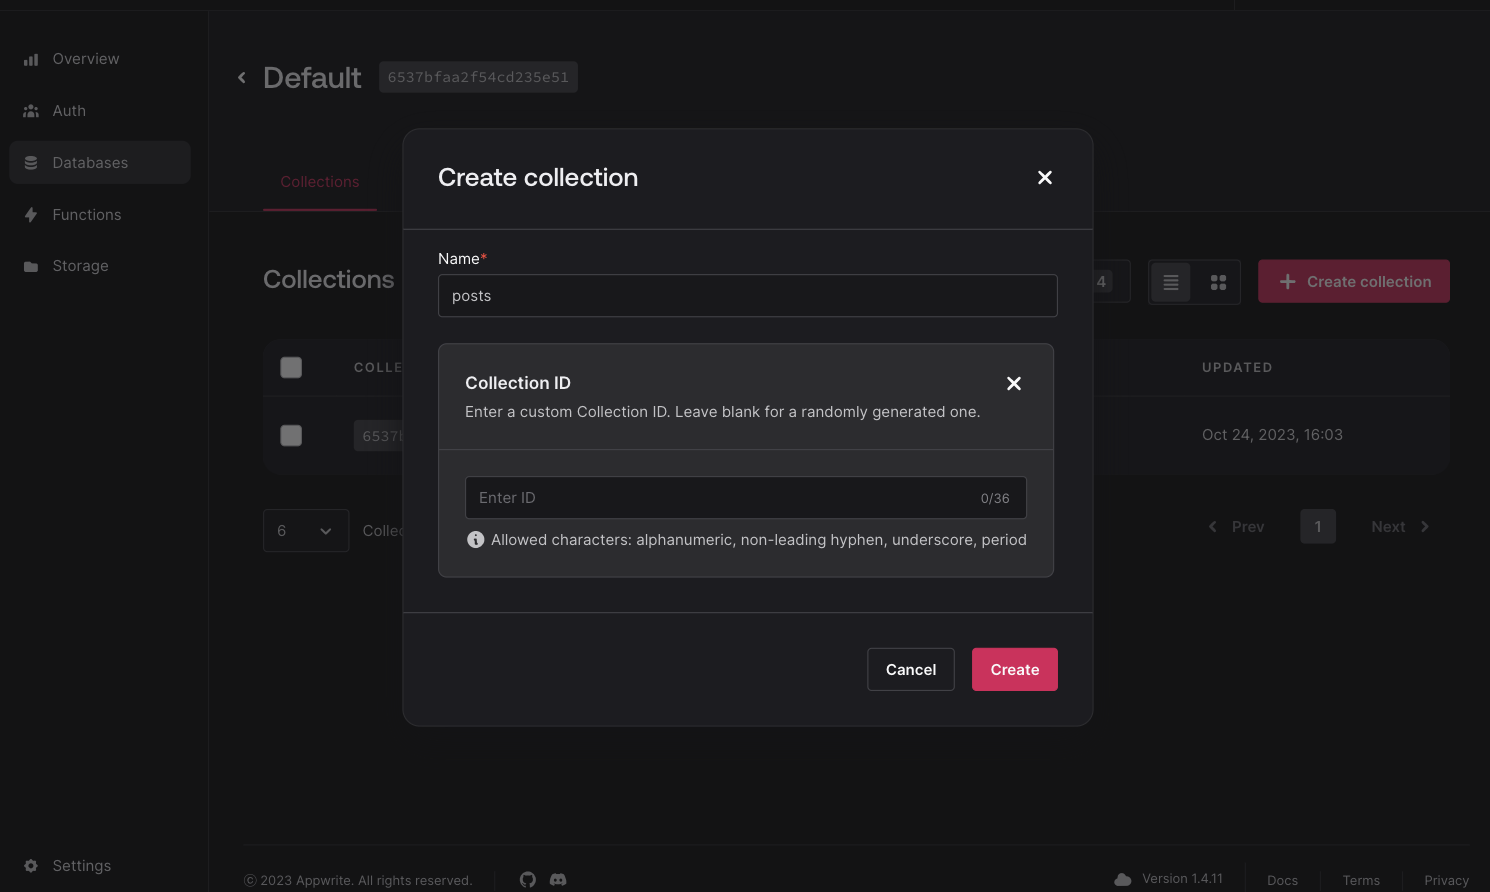 Overview
Auth
Databases
Functions
Storage
Settings
Default
6537bfaa2f54cd235e51
Collections
Collections
4
Create collection
COLLE
UPDATED
6537
Oct 24, 2023, 16:03
6
Collec
Prev
1
Next
Create collection
Name*
posts
Collection ID
Enter a custom Collection ID. Leave blank for a randomly generated one.
Enter ID
0/36
Allowed characters: alphanumeric, non-leading hyphen, underscore, period
Cancel
Create
© 2023 Appwrite. All rights reserved.
Version 1.4.11
Docs
Terms
Privacy